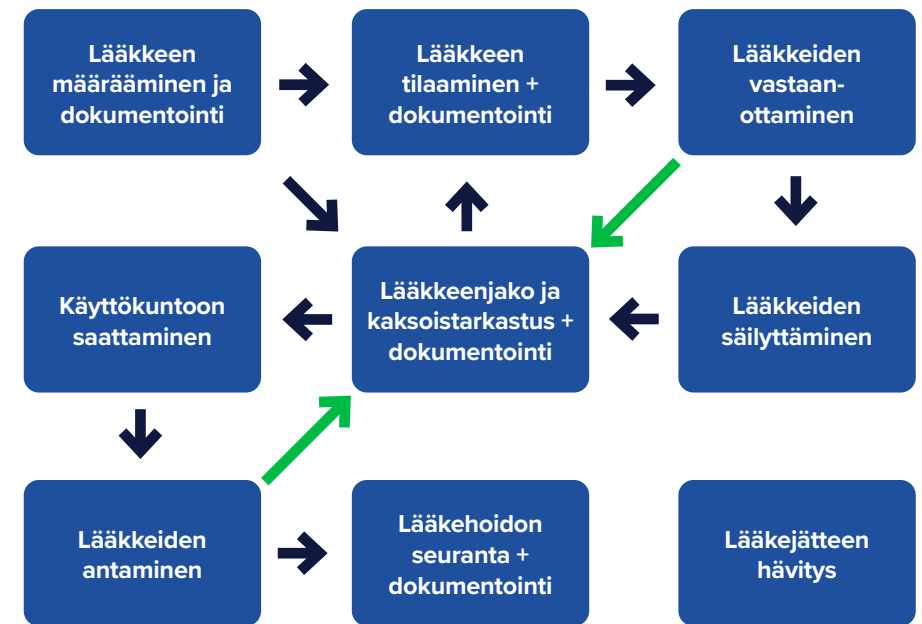 Lääkkeen
määrääminen ja
dokumentointi
Lääkkeen
tilaaminen +
dokumentointi
Lääkkeiden
vastaan-
ottaminen
Käyttökuntoon
saattaminen
Lääkkeenjako ja
kaksoistarkastus +
dokumentointi
Lääkkeiden
säilyttäminen
Lääkkeiden
antaminen
Lääkehoidon
seuranta +
dokumentointi
Lääkejätteen
hävitys